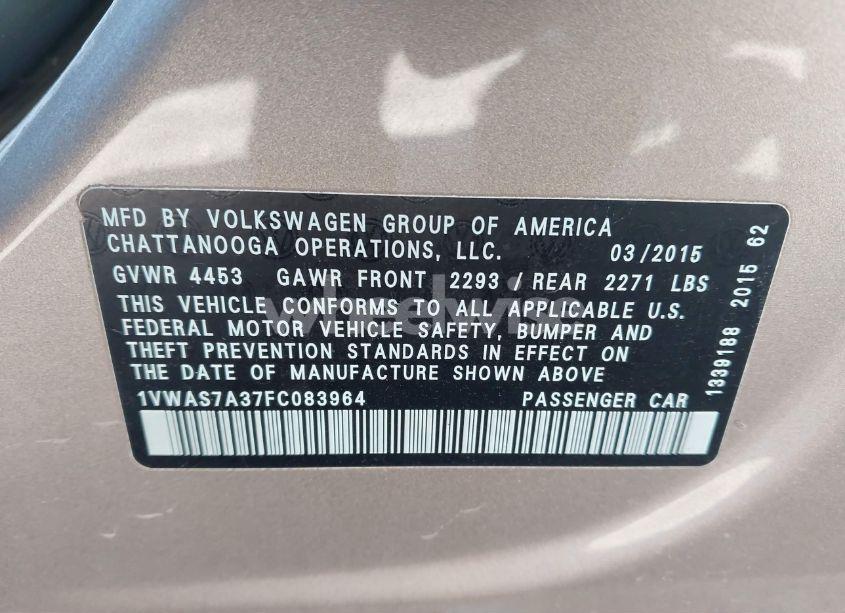 MFD BY VOLKSWAGEN GROUP OF AMERICA
CHATTANOOGA OPERATIONS, LLC. 03/2015
GVWR 4453 GAWR FRONT 2293 / REAR 2271 LBS
THIS VEHICLE CONFORMS TO ALL APPLICABLE U.S.
FEDERAL MOTOR VEHICLE SAFETY, BUMPER AND
THEFT PREVENTION STANDARDS IN EFFECT ON
THE DATE OF MANUFACTURE SHOWN ABOVE
1VWAS7A37FC083964 PASSENGER CAR
1339188 2015 62